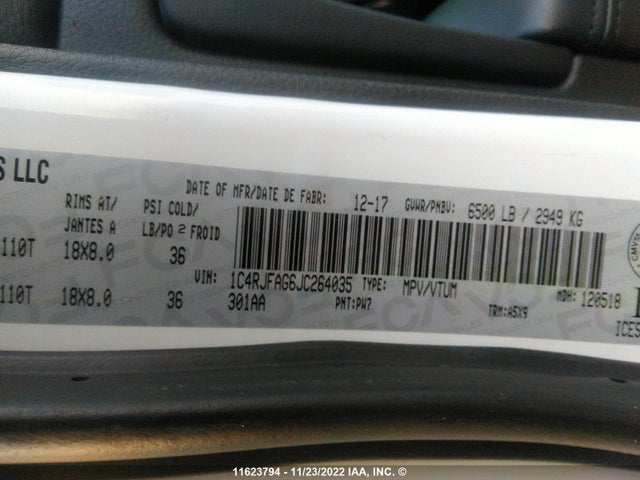 S LLC
DATE OF MFR/DATE DE FABR: 12-17 GVWR/PNBV: 6500 LB / 2949 KG
RIMS AT/ PSI COLD/
JANTES A LB/PO 2 FROID
110T 18X8.0 36
VIN: 1C4RJFAG6JC264035 TYPE: MPV/VTUM MDH: 120518
110T 18X8.0 36 301AA PNT:PW7 TRM:A5X9
ICES
11623794 - 11/23/2022 IAA, INC. ©